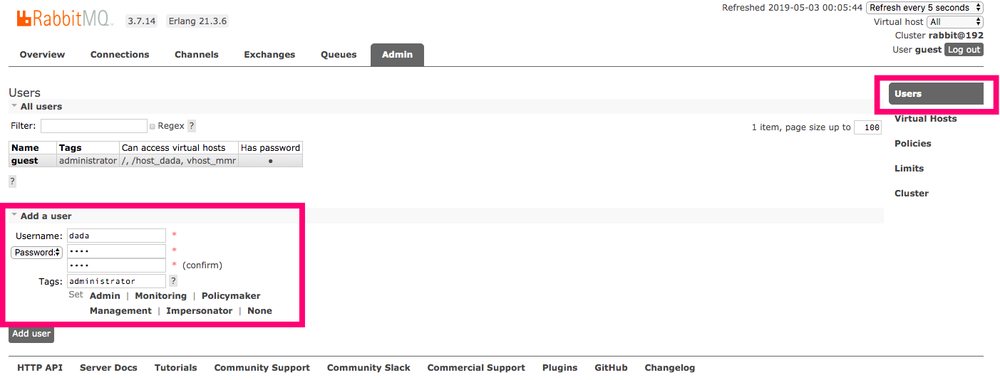 RabbitMQ 3.7.14 Erlang 21.3.6
Refreshed 2019-05-03 00:05:44 Refresh every 5 seconds
Virtual host All
Cluster rabbit@192
User guest Log out
Overview Connections Channels Exchanges Queues Admin
Users
All users
Filter: Regex ?
1 item, page size up to 100
Name Tags Can access virtual hosts Has password
guest administrator /, /host_dada, vhost_mmr ●
?
Add a user
Username: dada *
Password: •••• *
•••• * (confirm)
Tags: administrator ?
Set Admin | Monitoring | Policymaker
Management | Impersonator | None
Add user
Users
Virtual Hosts
Policies
Limits
Cluster
HTTP API Server Docs Tutorials Community Support Community Slack Commercial Support Plugins GitHub Changelog